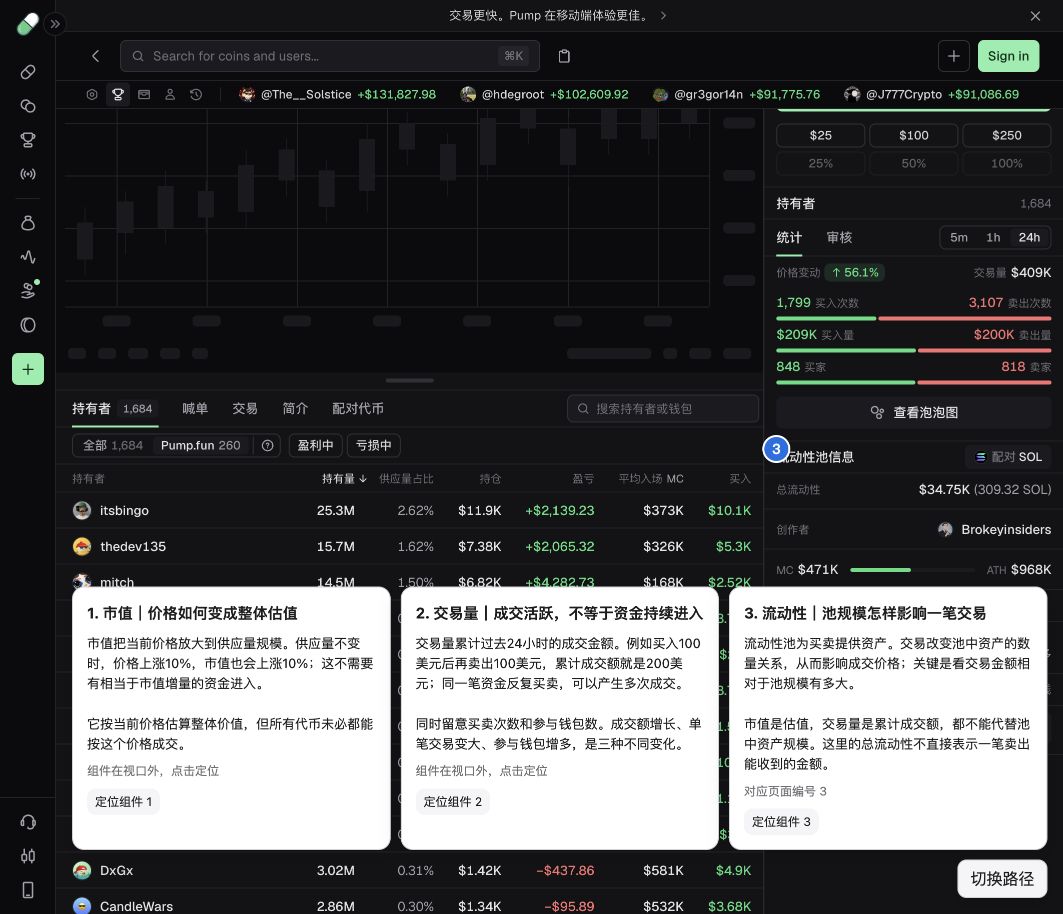 交易更快。Pump 在移动端体验更佳。
Search for coins and users...
⌘K
Sign in
@The__Solstice +$131,827.98
@hdegroot +$102,609.92
@gr3gor14n +$91,775.76
@J777Crypto +$91,086.69
$25 $100 $250
25% 50% 100%
持有者 1,684
统计 审核 5m 1h 24h
价格变动 ↑ 56.1% 交易量 $409K
1,799 买入次数 3,107 卖出次数
$209K 买入量 $200K 卖出量
848 买家 818 卖家
查看泡泡图
3
动性池信息 配对 SOL
总流动性 $34.75K (309.32 SOL)
创作者 Brokeyinsiders
MC $471K ATH $968K
持有者 1,684 喊单 交易 简介 配对代币
搜索持有者或钱包
全部 1,684 Pump.fun 260 盈利中 亏损中
持有者 持有量 ↓ 供应量占比 持仓 盈亏 平均入场 MC 买入
itsbingo 25.3M 2.62% $11.9K +$2,139.23 $373K $10.1K
thedev135 15.7M 1.62% $7.38K +$2,065.32 $326K $5.3K
mitch 14.5M 1.50% $6.82K +$4,282.73 $168K $2.52K
1. 市值｜价格如何变成整体估值
市值把当前价格放大到供应量规模。供应量不变
时，价格上涨10%，市值也会上涨10%；这不需要
有相当于市值增量的资金进入。
它按当前价格估算整体价值，但所有代币未必都能
按这个价格成交。
组件在视口外，点击定位
定位组件 1
2. 交易量｜成交活跃，不等于资金持续进入
交易量累计过去24小时的成交金额。例如买入100
美元后再卖出100美元，累计成交额就是200美
元；同一笔资金反复买卖，可以产生多次成交。
同时留意买卖次数和参与钱包数。成交额增长、单
笔交易变大、参与钱包增多，是三种不同变化。
组件在视口外，点击定位
定位组件 2
3. 流动性｜池规模怎样影响一笔交易
流动性池为买卖提供资产。交易改变池中资产的数
量关系，从而影响成交价格；关键是看交易金额相
对于池规模有多大。
市值是估值，交易量是累计成交额，都不能代替池
中资产规模。这里的总流动性不直接表示一笔卖出
能收到的金额。
对应页面编号 3
定位组件 3
DxGx 3.02M 0.31% $1.42K −$437.86 $581K $4.9K
CandleWars 2.86M 0.30% $1.34K −$95.89 $532K $3.68K
切换路径